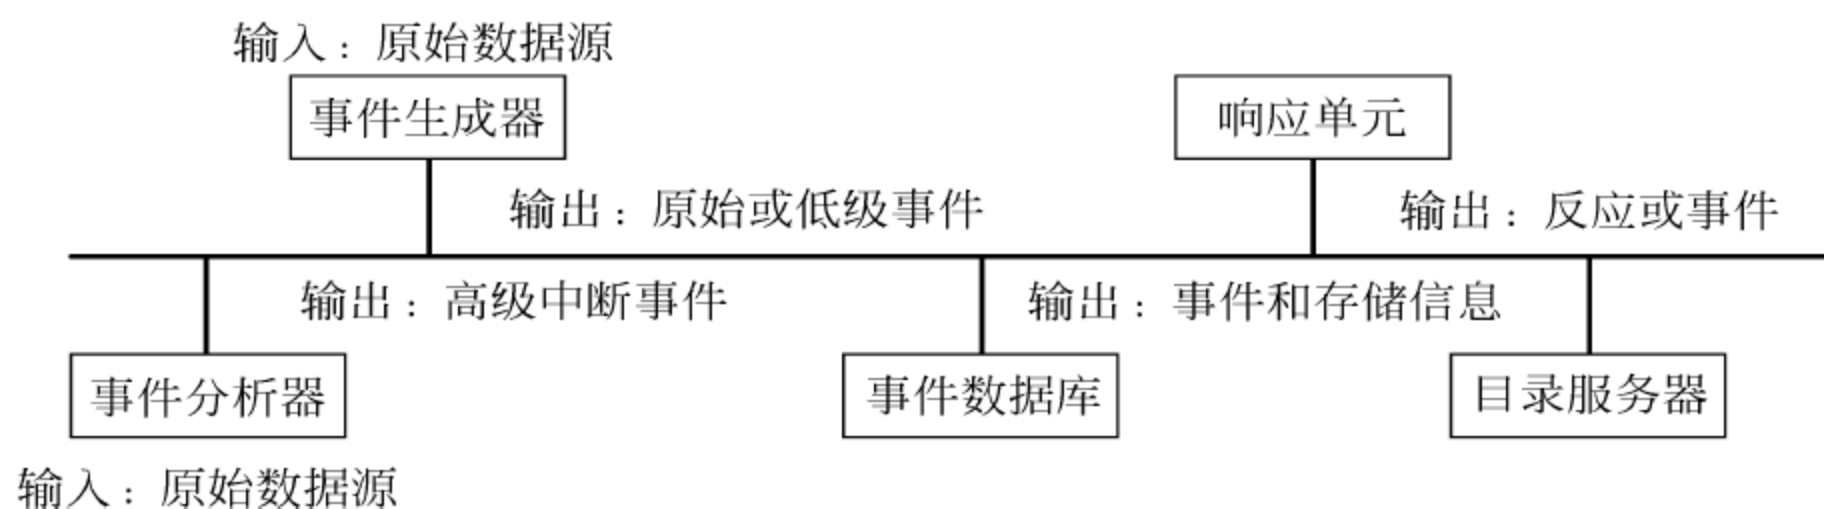 输入：原始数据源
事件生成器
响应单元
输出：原始或低级事件
输出：反应或事件
输出：高级中断事件
输出：事件和存储信息
事件分析器
事件数据库
目录服务器
输入：原始数据源